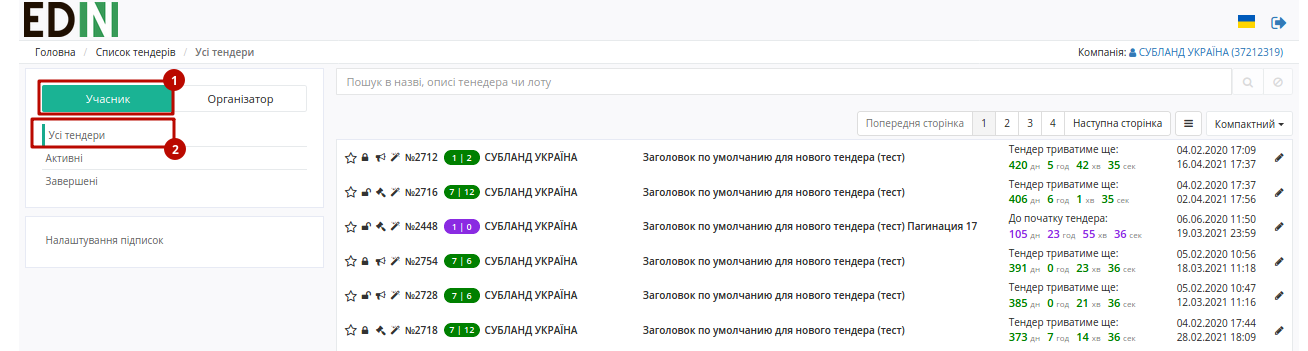 EDIN
Головна / Список тендерів / Усі тендери
Компанія: СУБЛАНД УКРАЇНА (37212319)
1
Учасник
Організатор
Усі тендери
2
Активні
Завершені
Налаштування підписок
Пошук в назві, описі тенедера чи лоту
Попередня сторінка 1 2 3 4 Наступна сторінка
Компактний
№2712 1 | 2 СУБЛАНД УКРАЇНА Заголовок по умолчанию для нового тендера (тест) Тендер триватиме ще: 04.02.2020 17:09
420 дн 5 год 42 хв 35 сек 16.04.2021 17:37
№2716 7 | 12 СУБЛАНД УКРАЇНА Заголовок по умолчанию для нового тендера (тест) Тендер триватиме ще: 04.02.2020 17:37
406 дн 6 год 1 хв 35 сек 02.04.2021 17:56
№2448 1 | 0 СУБЛАНД УКРАЇНА Заголовок по умолчанию для нового тендера (тест) Пагинация 17 До початку тендера: 06.06.2020 11:50
105 дн 23 год 55 хв 36 сек 19.03.2021 23:59
№2754 7 | 6 СУБЛАНД УКРАЇНА Заголовок по умолчанию для нового тендера (тест) Тендер триватиме ще: 05.02.2020 10:56
391 дн 0 год 23 хв 36 сек 18.03.2021 11:18
№2728 7 | 6 СУБЛАНД УКРАЇНА Заголовок по умолчанию для нового тендера (тест) Тендер триватиме ще: 05.02.2020 10:47
385 дн 0 год 21 хв 36 сек 12.03.2021 11:16
№2718 7 | 12 СУБЛАНД УКРАЇНА Заголовок по умолчанию для нового тендера (тест) Тендер триватиме ще: 04.02.2020 17:44
373 дн 7 год 14 хв 36 сек 28.02.2021 18:09